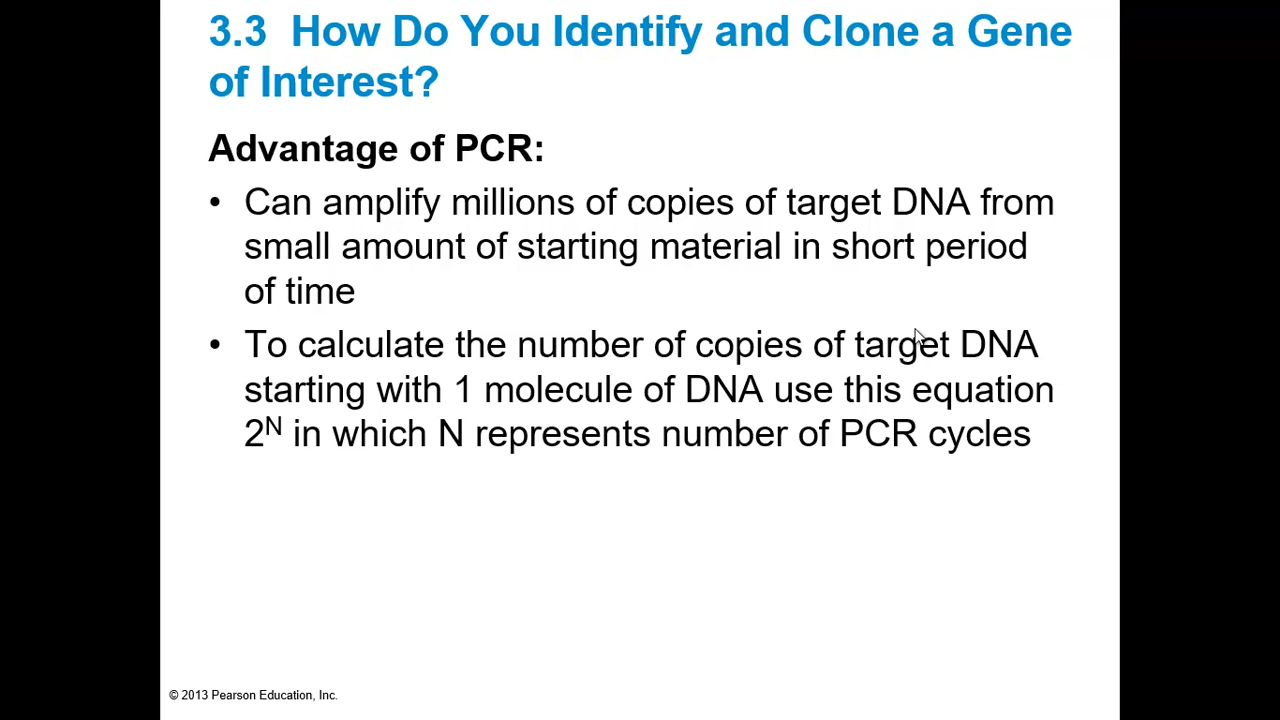 3.3 How Do You Identify and Clone a Gene
of Interest?
Advantage of PCR:
• Can amplify millions of copies of target DNA from
small amount of starting material in short period
of time
• To calculate the number of copies of target DNA
starting with 1 molecule of DNA use this equation
2ᴺ in which N represents number of PCR cycles
© 2013 Pearson Education, Inc.